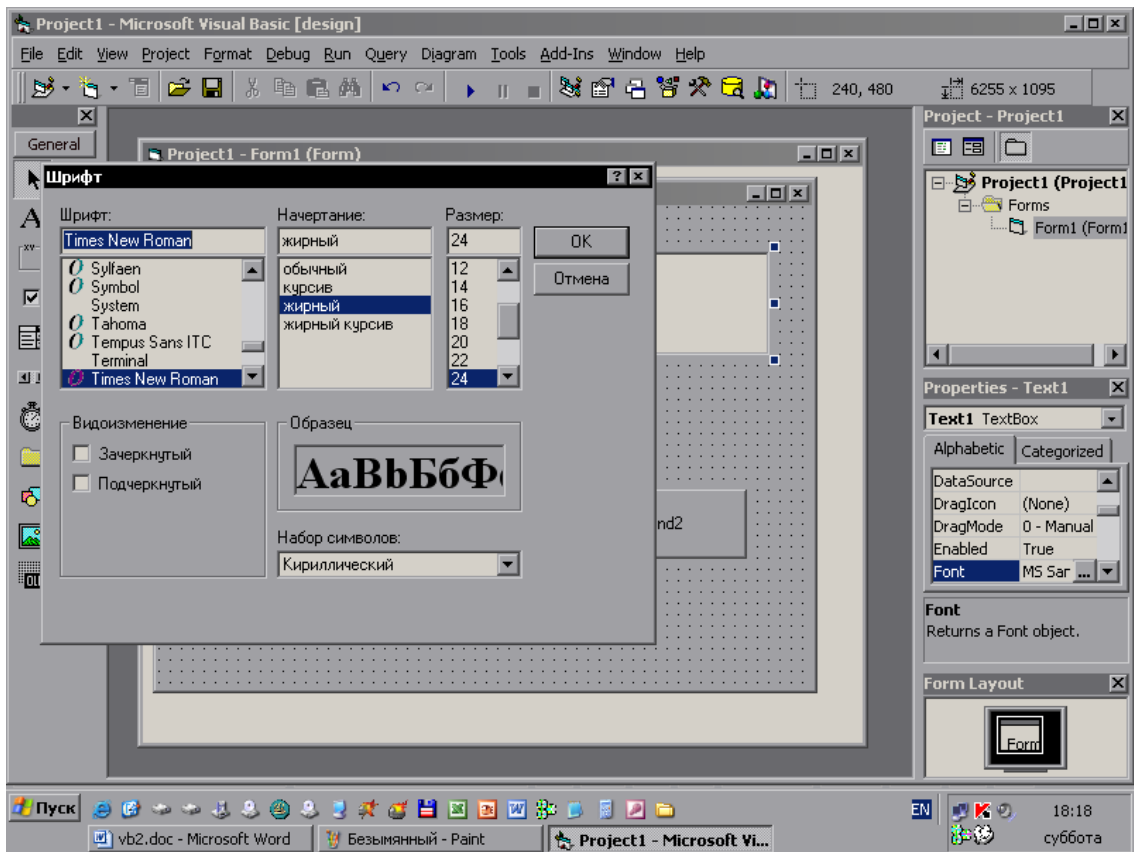 Project1 - Microsoft Visual Basic [design]
File Edit View Project Format Debug Run Query Diagram Tools Add-Ins Window Help
240, 480
6255 x 1095
General
Project1 - Form1 (Form)
Шрифт
Шрифт:
Times New Roman
Sylfaen
Symbol
System
Tahoma
Tempus Sans ITC
Terminal
Times New Roman
Начертание:
жирный
обычный
курсив
жирный
жирный курсив
Размер:
24
12
14
16
18
20
22
24
OK
Отмена
Видоизменение
Зачеркнутый
Подчеркнутый
Образец
АаВbБбФ
Набор символов:
Кириллический
nd2
Project - Project1
Project1 (Project1
Forms
Form1 (Form1
Properties - Text1
Text1 TextBox
Alphabetic Categorized
DataSource
DragIcon (None)
DragMode 0 - Manual
Enabled True
Font MS Sar ...
Font
Returns a Font object.
Form Layout
Form
Пуск
EN
18:18
суббота
vb2.doc - Microsoft Word
Безымянный - Paint
Project1 - Microsoft Vi...